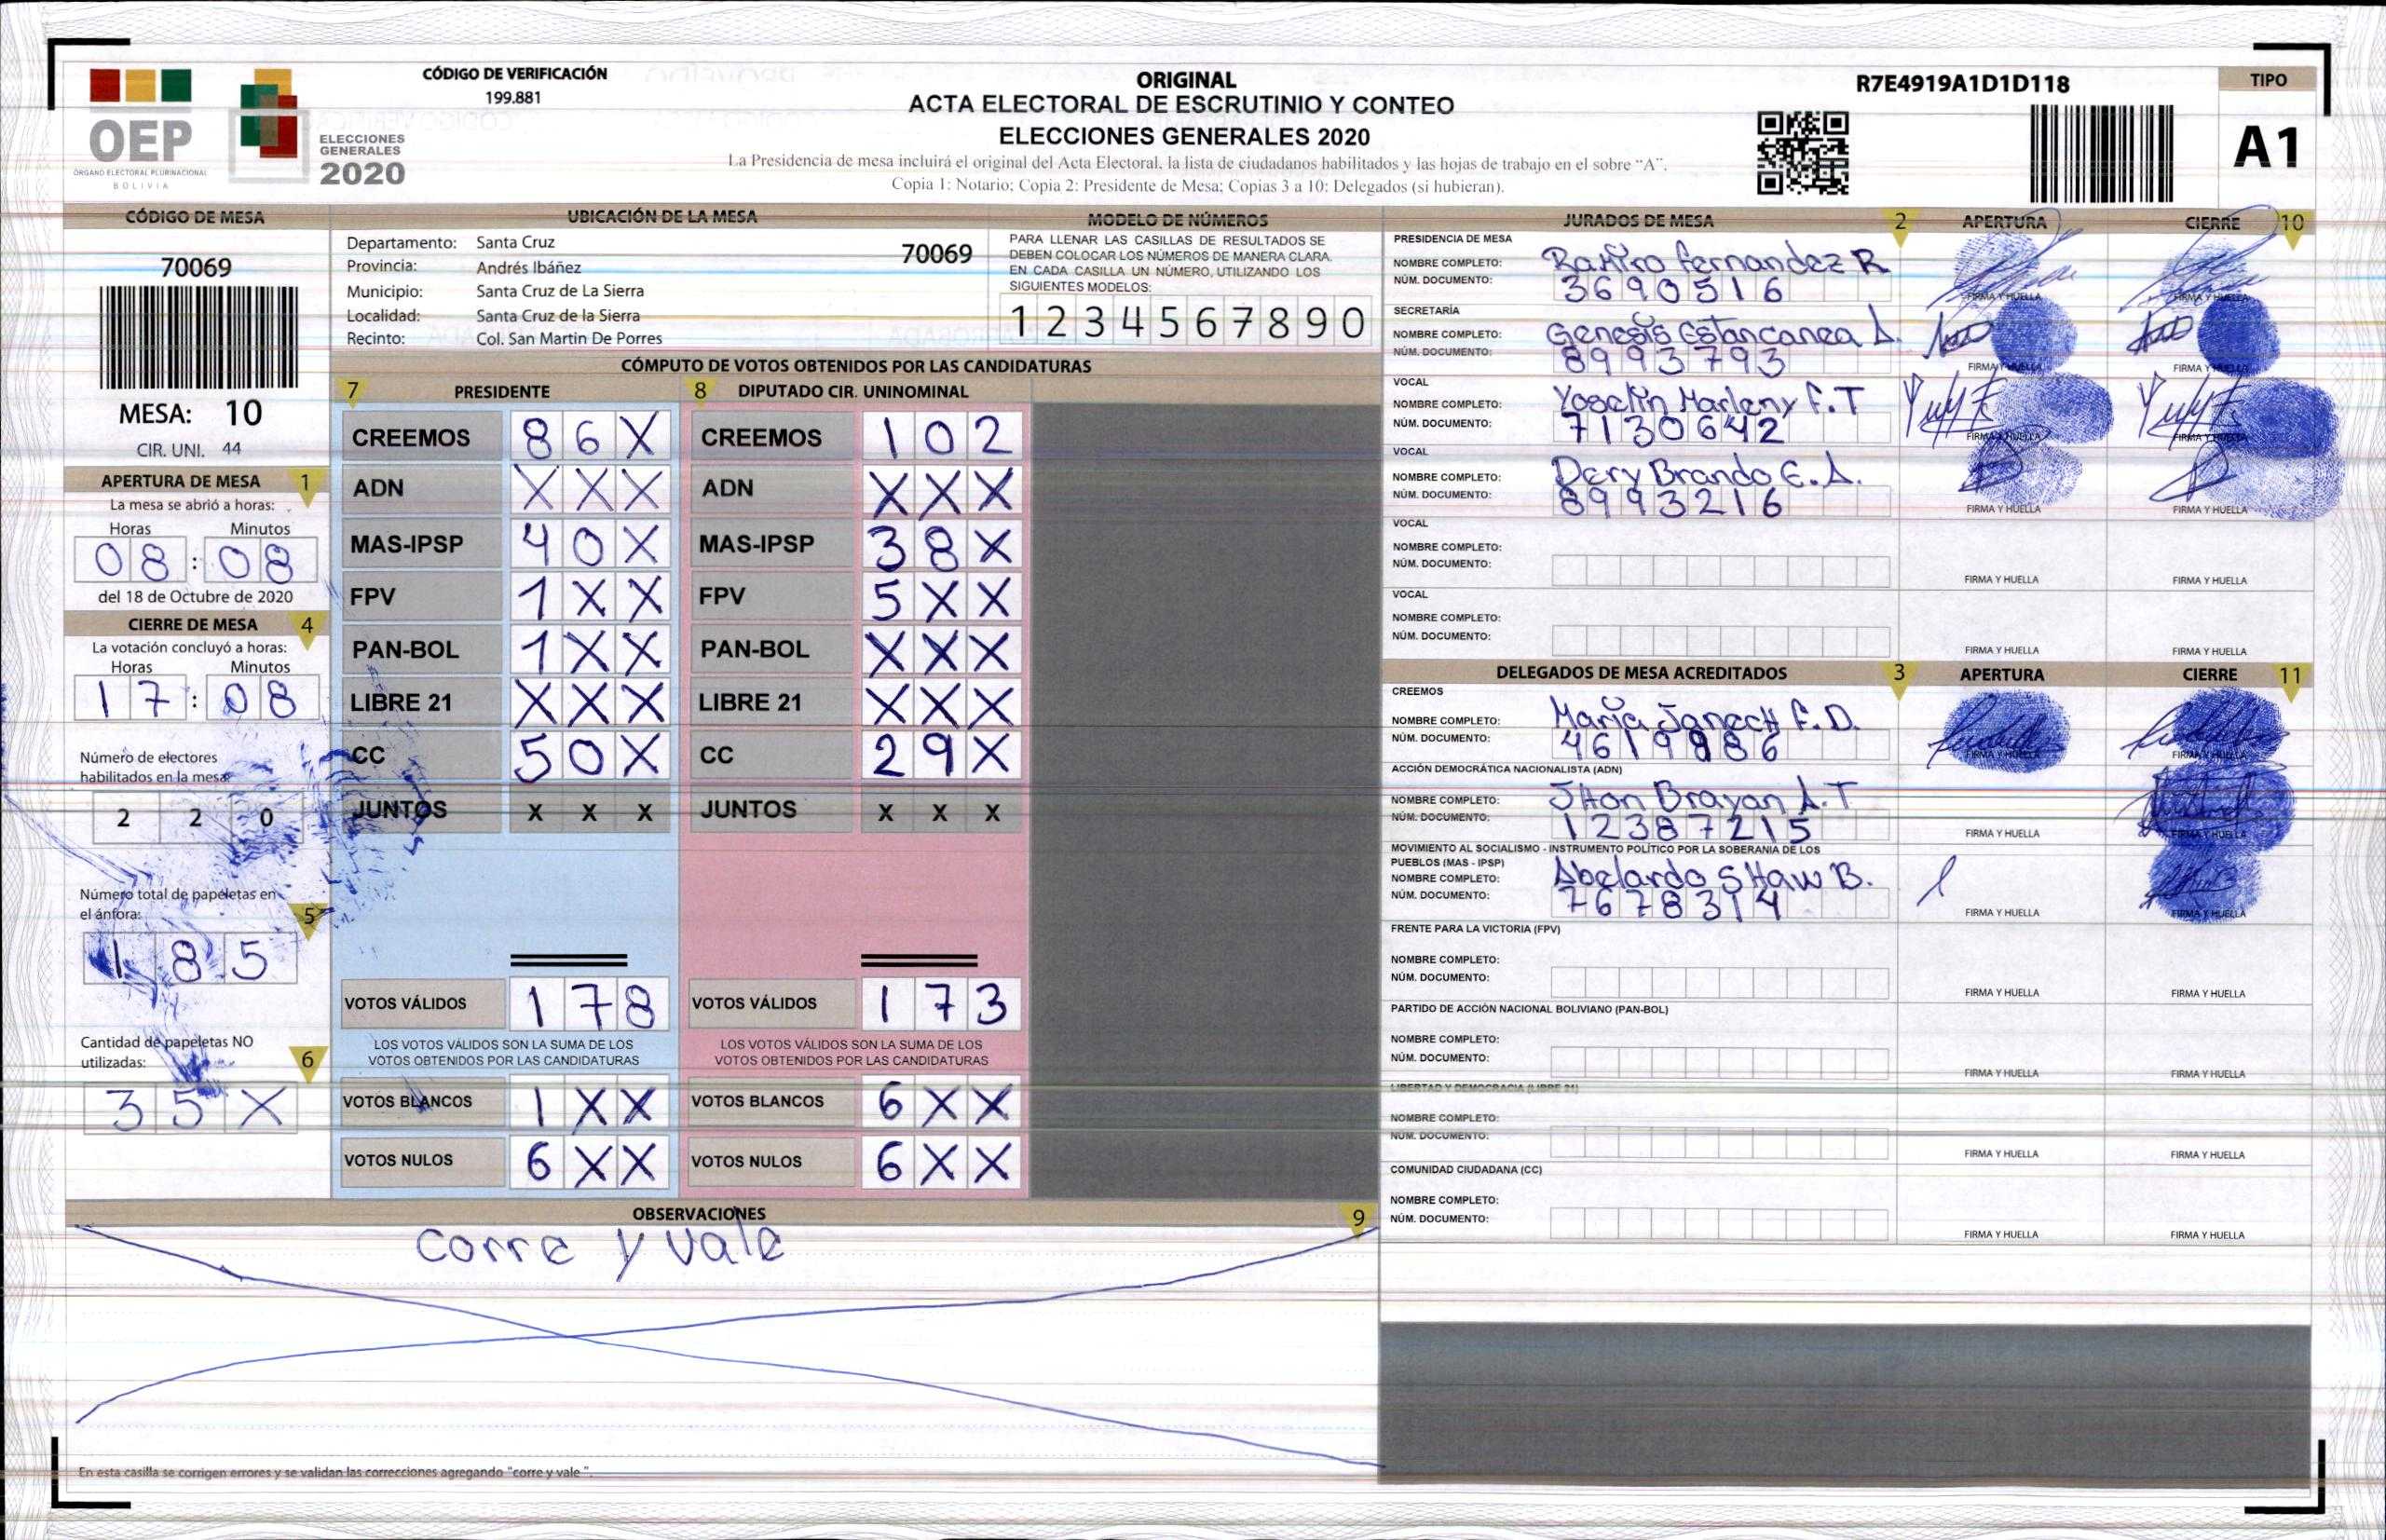 CÓDIGO DE VERIFICACIÓN
199.881
OEP
ÓRGANO ELECTORAL PLURINACIONAL
BOLIVIA
ELECCIONES
GENERALES
2020
ORIGINAL
ACTA ELECTORAL DE ESCRUTINIO Y CONTEO
ELECCIONES GENERALES 2020
La Presidencia de mesa incluirá el original del Acta Electoral, la lista de ciudadanos habilitados y las hojas de trabajo en el sobre “A”.
Copia 1: Notario; Copia 2: Presidente de Mesa; Copias 3 a 10: Delegados (si hubieran).
R7E4919A1D1D118
TIPO
A1
CÓDIGO DE MESA
70069
MESA: 10
CIR. UNI. 44
APERTURA DE MESA 1
La mesa se abrió a horas:
Horas Minutos
08 : 08
del 18 de Octubre de 2020
CIERRE DE MESA 4
La votación concluyó a horas:
Horas Minutos
17 : 08
Número de electores
habilitados en la mesa:
2 2 0
Número total de papeletas en
el ánfora: 5
1 8 5
Cantidad de papeletas NO
utilizadas: 6
3 5 X
UBICACIÓN DE LA MESA
Departamento: Santa Cruz 70069
Provincia: Andrés Ibáñez
Municipio: Santa Cruz de La Sierra
Localidad: Santa Cruz de la Sierra
Recinto: Col. San Martin De Porres
MODELO DE NÚMEROS
PARA LLENAR LAS CASILLAS DE RESULTADOS SE
DEBEN COLOCAR LOS NÚMEROS DE MANERA CLARA.
EN CADA CASILLA UN NÚMERO, UTILIZANDO LOS
SIGUIENTES MODELOS:
1 2 3 4 5 6 7 8 9 0
CÓMPUTO DE VOTOS OBTENIDOS POR LAS CANDIDATURAS
7 PRESIDENTE 8 DIPUTADO CIR. UNINOMINAL
CREEMOS 8 6 X CREEMOS 1 0 2
ADN X X X ADN X X X
MAS-IPSP 4 0 X MAS-IPSP 3 8 X
FPV 1 X X FPV 5 X X
PAN-BOL 1 X X PAN-BOL X X X
LIBRE 21 X X X LIBRE 21 X X X
CC 5 0 X CC 2 9 X
JUNTOS X X X JUNTOS X X X
VOTOS VÁLIDOS 1 7 8 VOTOS VÁLIDOS 1 7 3
LOS VOTOS VÁLIDOS SON LA SUMA DE LOS LOS VOTOS VÁLIDOS SON LA SUMA DE LOS
VOTOS OBTENIDOS POR LAS CANDIDATURAS VOTOS OBTENIDOS POR LAS CANDIDATURAS
VOTOS BLANCOS 1 X X VOTOS BLANCOS 6 X X
VOTOS NULOS 6 X X VOTOS NULOS 6 X X
OBSERVACIONES 9
corre y vale
En esta casilla se corrigen errores y se validan las correcciones agregando "corre y vale ".
JURADOS DE MESA 2 APERTURA CIERRE 10
PRESIDENCIA DE MESA
NOMBRE COMPLETO: Ramiro Fernandez R
NÚM. DOCUMENTO: 3690516
FIRMA Y HUELLA FIRMA Y HUELLA
SECRETARÍA
NOMBRE COMPLETO: Genesis Estancanea A.
NÚM. DOCUMENTO: 8993793
FIRMA Y HUELLA FIRMA Y HUELLA
VOCAL
NOMBRE COMPLETO: Yoselin Marleny F.T
NÚM. DOCUMENTO: 7130642
FIRMA Y HUELLA FIRMA Y HUELLA
VOCAL
NOMBRE COMPLETO: Dery Brando E.A.
NÚM. DOCUMENTO: 8993216
FIRMA Y HUELLA FIRMA Y HUELLA
VOCAL
NOMBRE COMPLETO:
NÚM. DOCUMENTO:
FIRMA Y HUELLA FIRMA Y HUELLA
VOCAL
NOMBRE COMPLETO:
NÚM. DOCUMENTO:
FIRMA Y HUELLA FIRMA Y HUELLA
DELEGADOS DE MESA ACREDITADOS 3 APERTURA CIERRE 11
CREEMOS
NOMBRE COMPLETO: Maria Janeth F.D.
NÚM. DOCUMENTO: 4619986
FIRMA Y HUELLA FIRMA Y HUELLA
ACCIÓN DEMOCRÁTICA NACIONALISTA (ADN)
NOMBRE COMPLETO: JHon Brayan A.T
NÚM. DOCUMENTO: 12387215
FIRMA Y HUELLA FIRMA Y HUELLA
MOVIMIENTO AL SOCIALISMO - INSTRUMENTO POLÍTICO POR LA SOBERANIA DE LOS
PUEBLOS (MAS - IPSP)
NOMBRE COMPLETO: Abelardo SHaw B.
NÚM. DOCUMENTO: 7678314
FIRMA Y HUELLA FIRMA Y HUELLA
FRENTE PARA LA VICTORIA (FPV)
NOMBRE COMPLETO:
NÚM. DOCUMENTO:
FIRMA Y HUELLA FIRMA Y HUELLA
PARTIDO DE ACCIÓN NACIONAL BOLIVIANO (PAN-BOL)
NOMBRE COMPLETO:
NÚM. DOCUMENTO:
FIRMA Y HUELLA FIRMA Y HUELLA
LIBERTAD Y DEMOCRACIA (LIBRE 21)
NOMBRE COMPLETO:
NÚM. DOCUMENTO:
FIRMA Y HUELLA FIRMA Y HUELLA
COMUNIDAD CIUDADANA (CC)
NOMBRE COMPLETO:
NÚM. DOCUMENTO:
FIRMA Y HUELLA FIRMA Y HUELLA